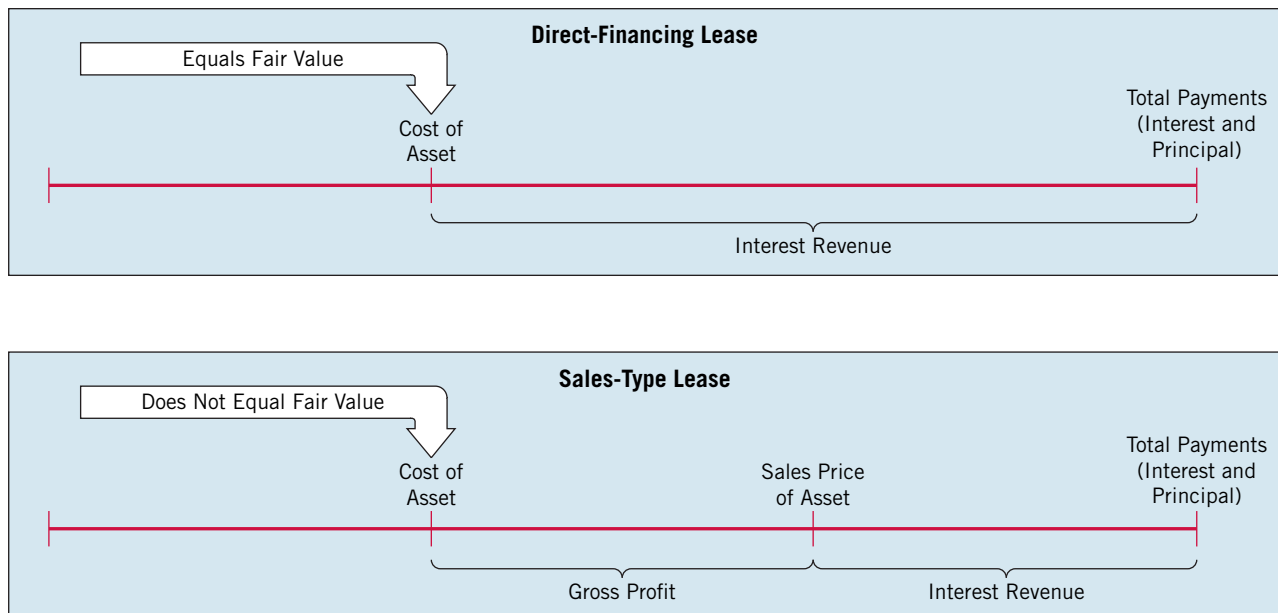 Direct-Financing Lease
Equals Fair Value
Cost of
Asset
Total Payments
(Interest and
Principal)
Interest Revenue
Sales-Type Lease
Does Not Equal Fair Value
Cost of
Asset
Sales Price
of Asset
Total Payments
(Interest and
Principal)
Gross Profit
Interest Revenue